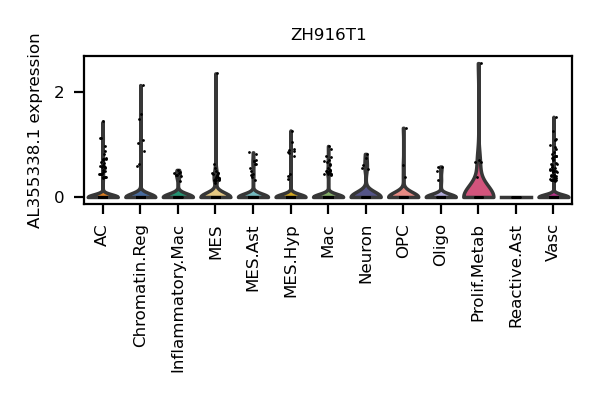 ZH916T1
AL355338.1 expression
2
0
AC
Chromatin.Reg
Inflammatory.Mac
MES
MES.Ast
MES.Hyp
Mac
Neuron
OPC
Oligo
Prolif.Metab
Reactive.Ast
Vasc